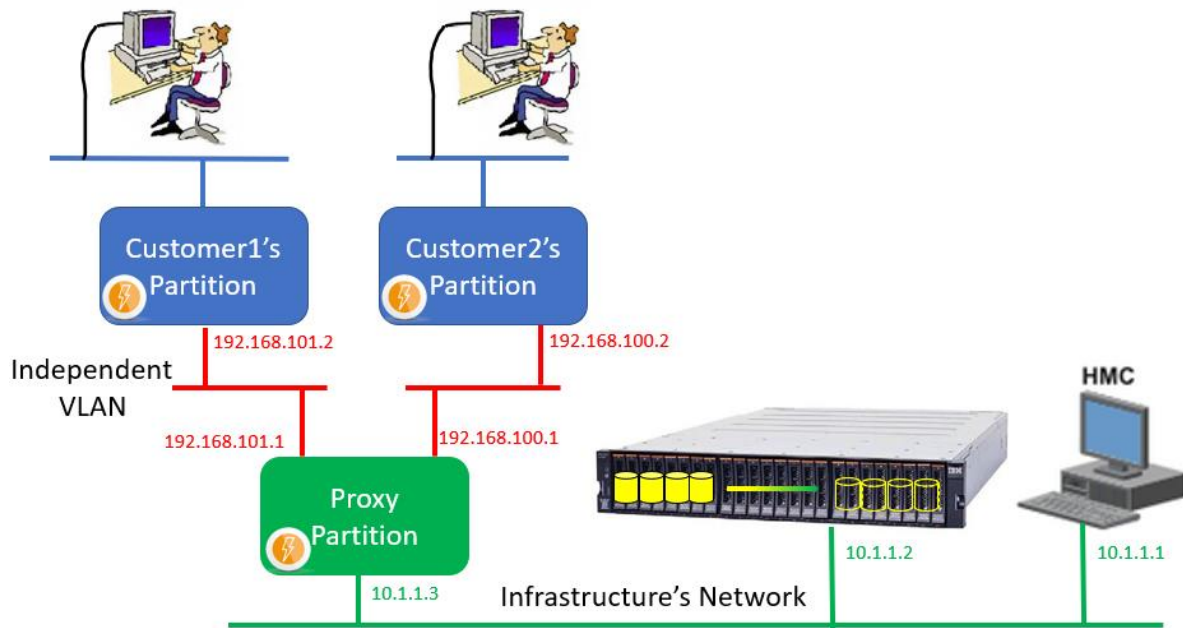 Customer1's
Partition
Customer2's
Partition
192.168.101.2
192.168.100.2
Independent
VLAN
HMC
192.168.101.1
192.168.100.1
Proxy
Partition
IBM
10.1.1.3
Infrastructure's Network
10.1.1.2
10.1.1.1